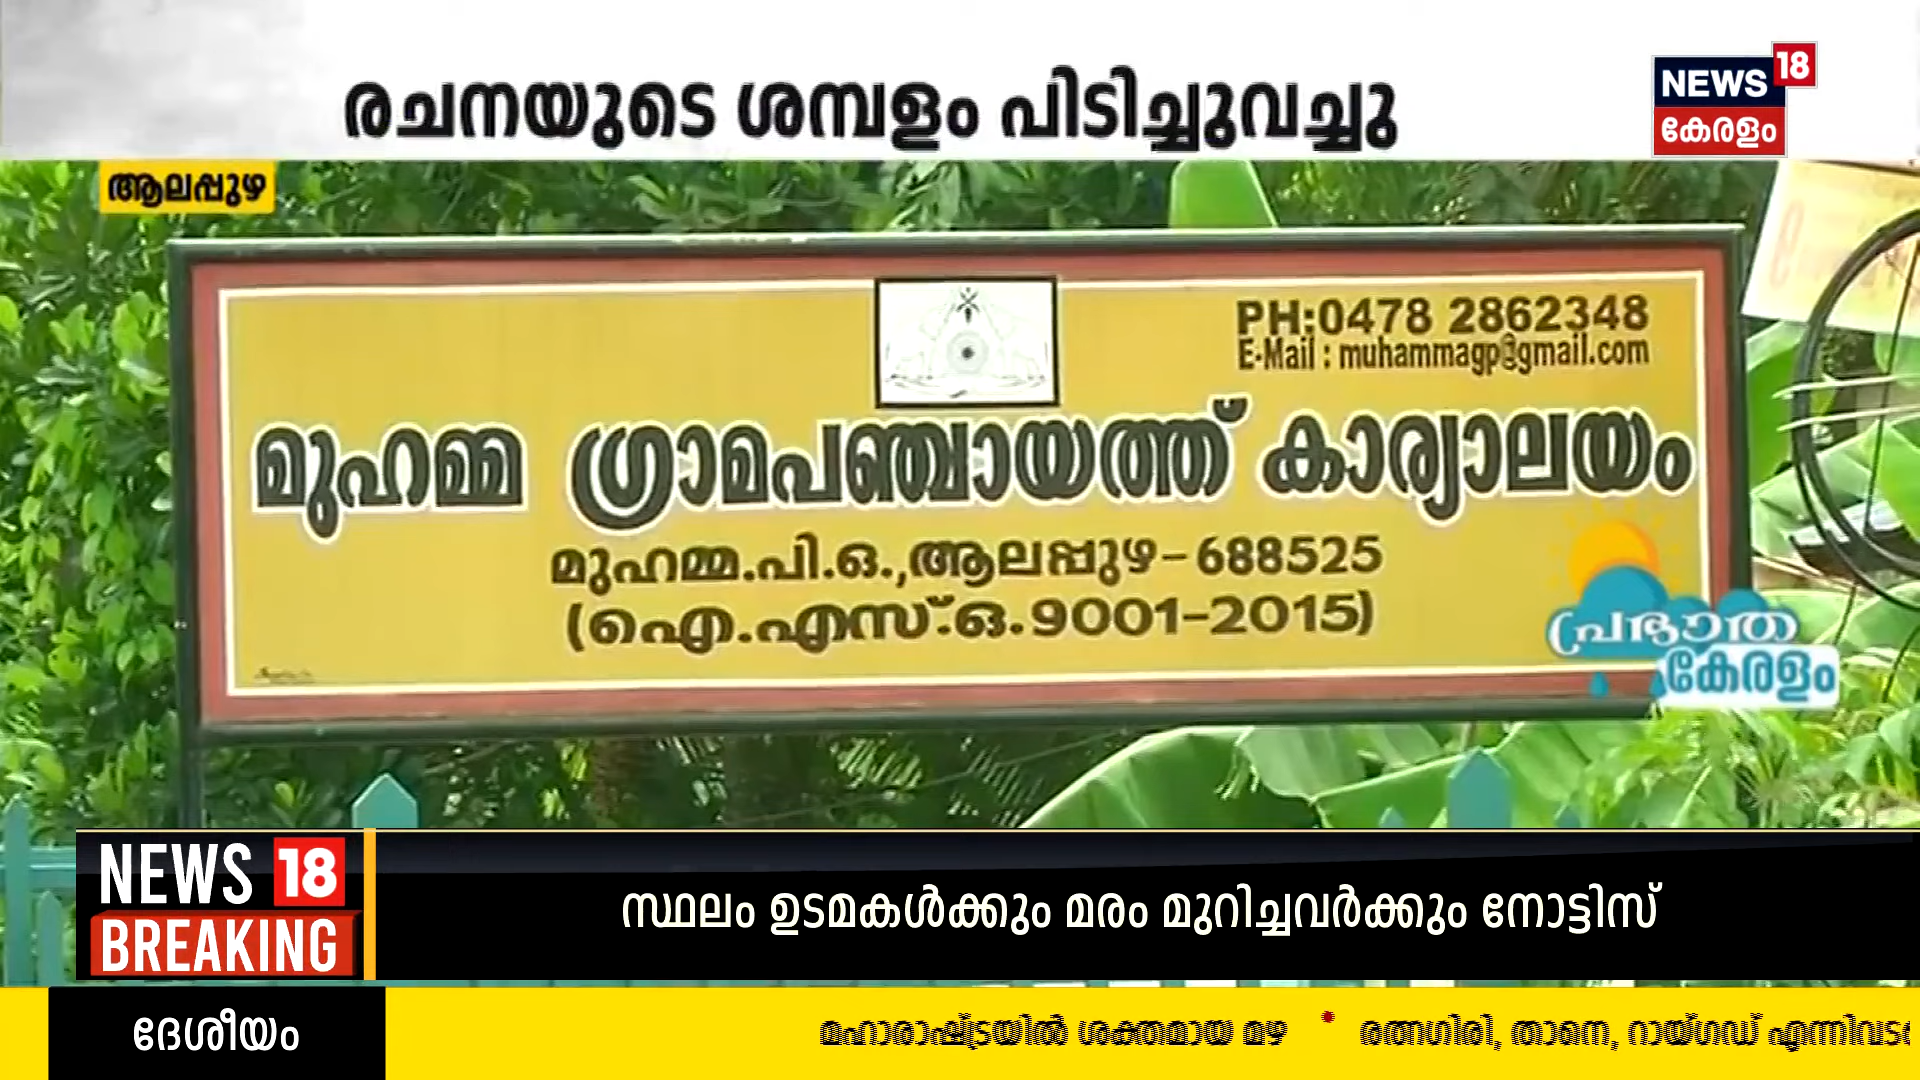 രചനയുടെ ശമ്പളം പിടിച്ചുവച്ചു
NEWS 18
കേരളം
ആലപ്പുഴ
PH:0478 2862348
E-Mail : muhammagp@gmail.com
മുഹമ്മ ഗ്രാമപഞ്ചായത്ത് കാര്യാലയം
മുഹമ്മ.പി.ഒ.,ആലപ്പുഴ-688525
(ഐ.എസ്.ഒ.9001-2015)
പ്രഭാത
കേരളം
NEWS 18
BREAKING
സ്ഥലം ഉടമകൾക്കും മരം മുറിച്ചവർക്കും നോട്ടിസ്
ദേശീയം
മഹാരാഷ്ട്രയിൽ ശക്തമായ മഴ * രത്നഗിരി, താനെ, റായ്ഗഡ്